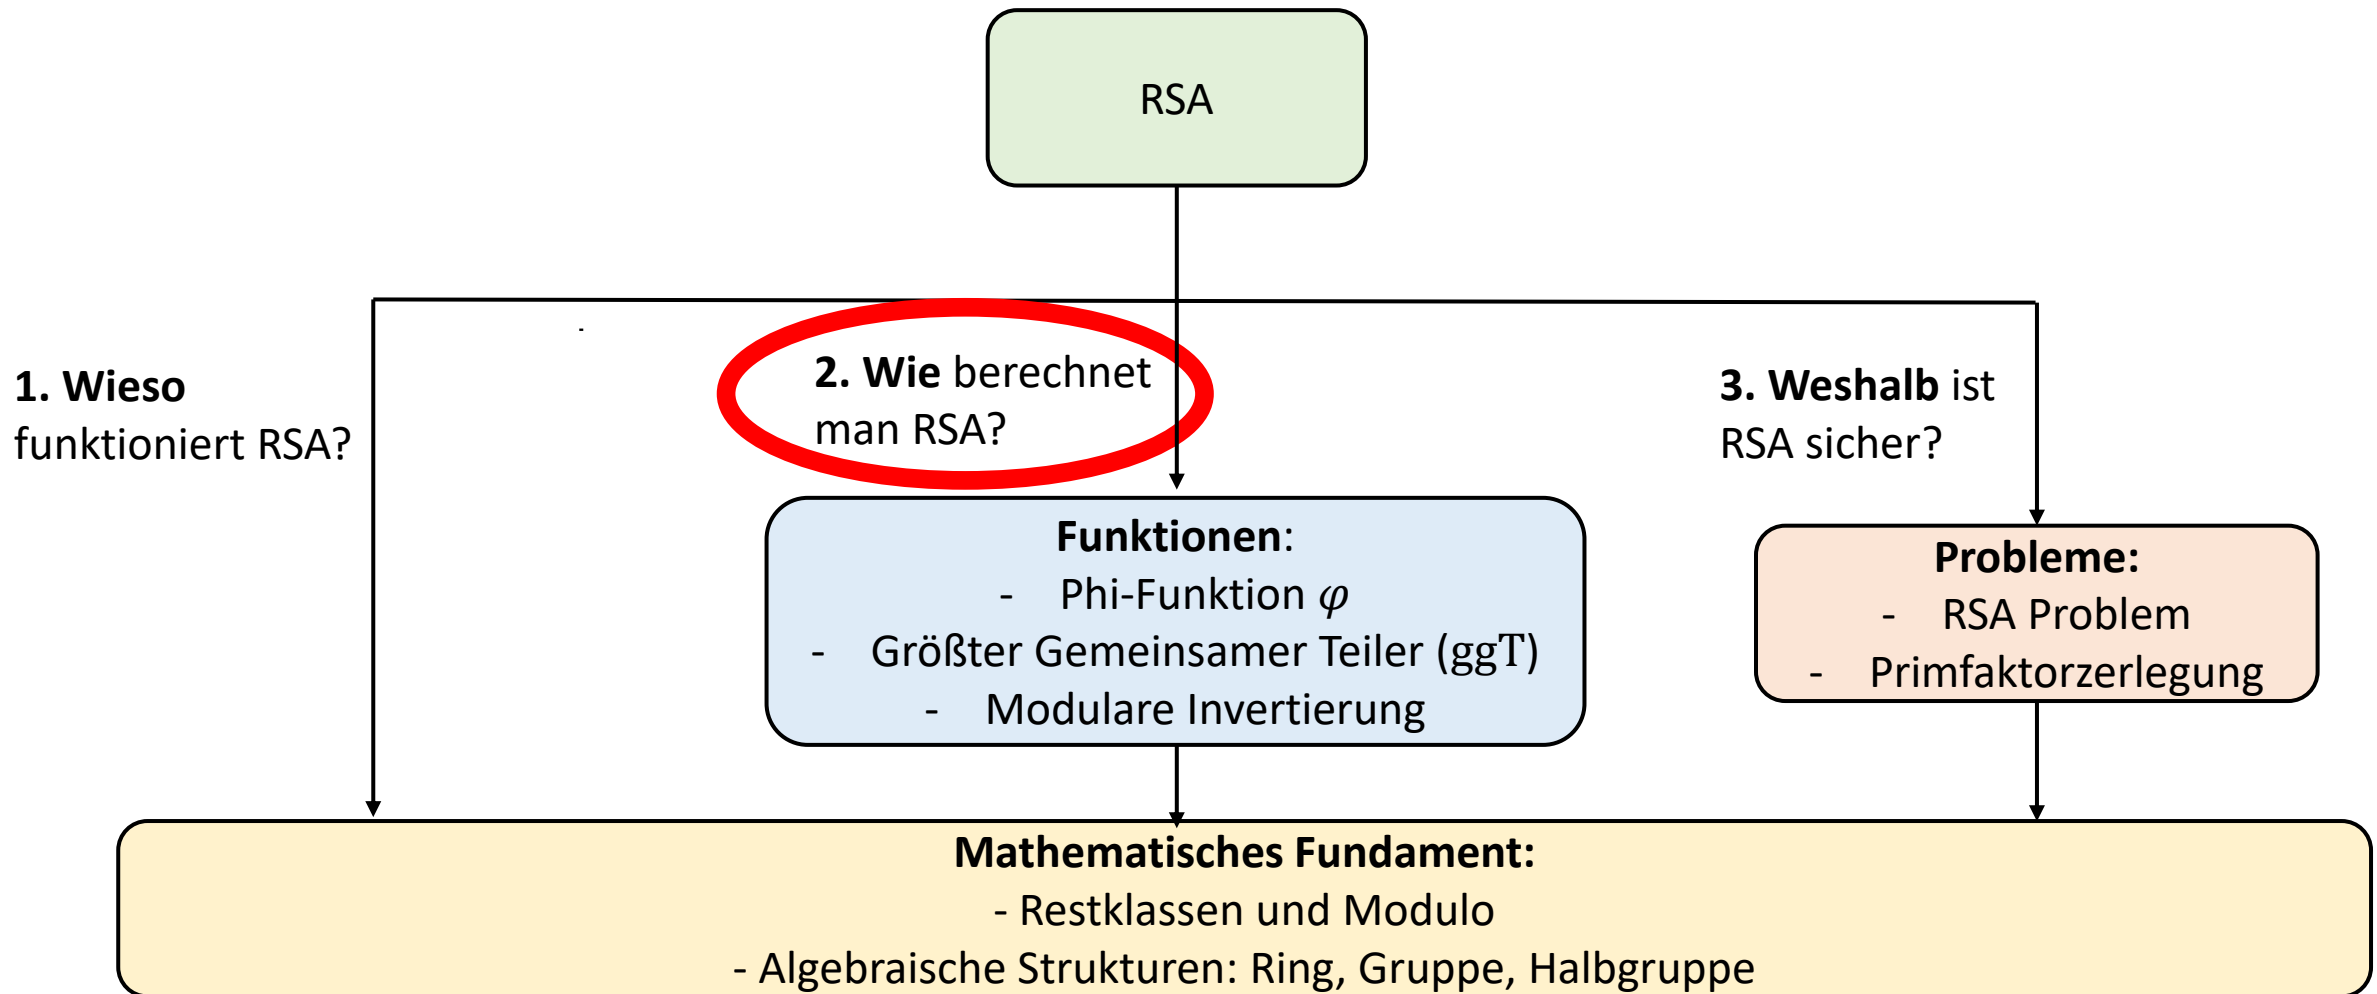 RSA
1. Wieso
funktioniert RSA?
2. Wie berechnet
man RSA?
3. Weshalb ist
RSA sicher?
Funktionen:
- Phi-Funktion φ
- Größter Gemeinsamer Teiler (ggT)
- Modulare Invertierung
Probleme:
- RSA Problem
- Primfaktorzerlegung
Mathematisches Fundament:
- Restklassen und Modulo
- Algebraische Strukturen: Ring, Gruppe, Halbgruppe